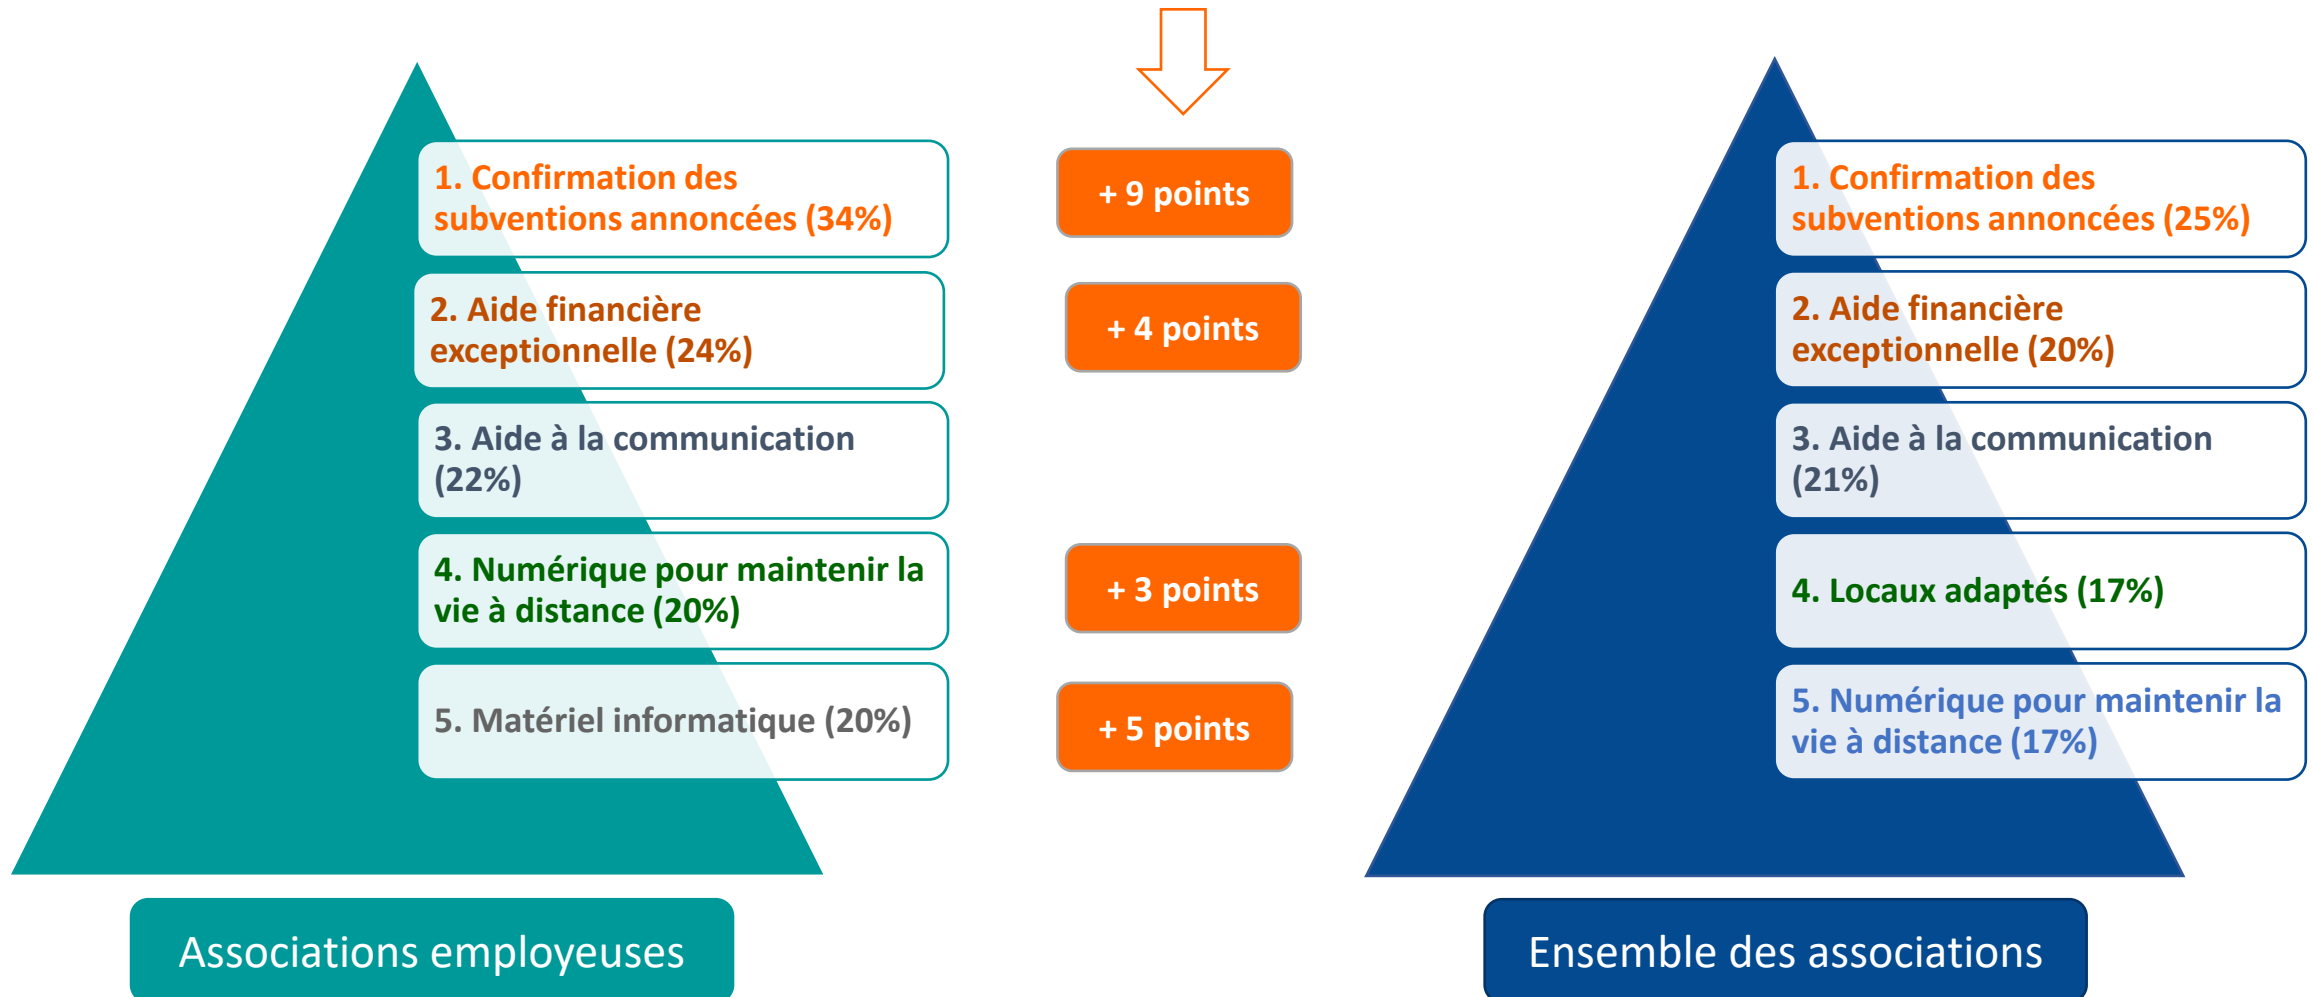 1. Confirmation des
subventions annoncées (34%)
2. Aide financière
exceptionnelle (24%)
3. Aide à la communication
(22%)
4. Numérique pour maintenir la
vie à distance (20%)
5. Matériel informatique (20%)
Associations employeuses
+ 9 points
+ 4 points
+ 3 points
+ 5 points
1. Confirmation des
subventions annoncées (25%)
2. Aide financière
exceptionnelle (20%)
3. Aide à la communication
(21%)
4. Locaux adaptés (17%)
5. Numérique pour maintenir la
vie à distance (17%)
Ensemble des associations